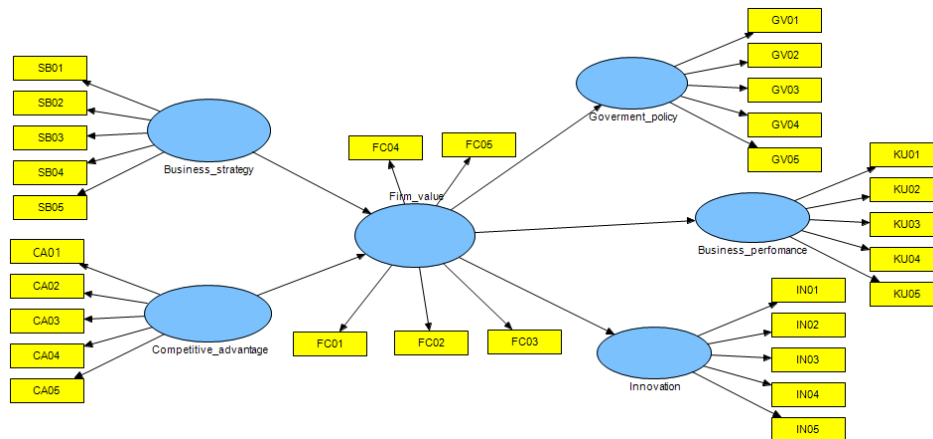 SB01
SB02
SB03
SB04
SB05
Business_strategy
CA01
CA02
CA03
CA04
CA05
Competitive_advantage
FC04
FC05
Firm_value
FC01
FC02
FC03
GV01
GV02
GV03
GV04
GV05
Goverment_policy
KU01
KU02
KU03
KU04
KU05
Business_perfomance
IN01
IN02
IN03
IN04
IN05
Innovation